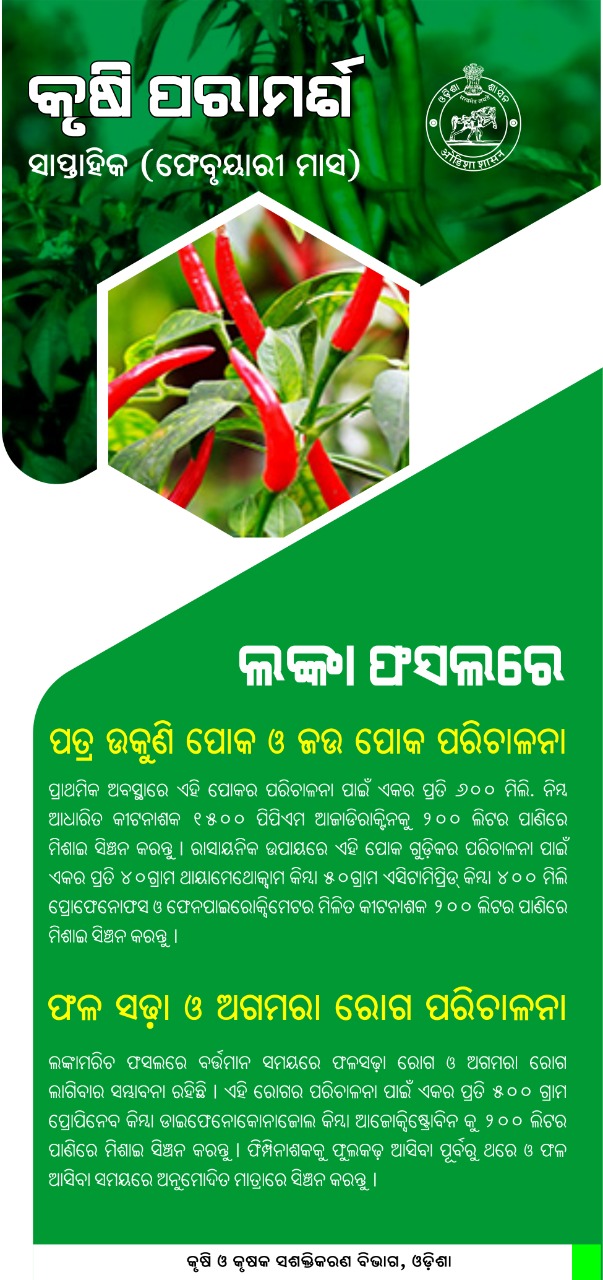 କୃଷି ପରାମର୍ଶ
ସାପ୍ତାହିକ (ଫେବୃୟାରୀ ମାସ)
ଓଡ଼ିଶା ଶାସନ
ଓଡିଶା ଶାସନ
ଲଙ୍କା ଫସଲରେ
ପତ୍ର ଉକୁଣି ପୋକ ଓ ଜଉ ପୋକ ପରିଚାଳନା
ପ୍ରାଥମିକ ଅବସ୍ଥାରେ ଏହି ପୋକର ପରିଚାଳନା ପାଇଁ ଏକର ପ୍ରତି ୬୦୦ ମିଲି. ନିମ୍ବ
ଆଧାରିତ କୀଟନାଶକ ୧୫୦୦ ପିପିଏମ ଆଜାଡିରାକ୍ଟିନକୁ ୨୦୦ ଲିଟର ପାଣିରେ
ମିଶାଇ ସିଞ୍ଚନ କରନ୍ତୁ । ରାସାୟନିକ ଉପାୟରେ ଏହି ପୋକ ଗୁଡ଼ିକର ପରିଚାଳନା ପାଇଁ
ଏକର ପ୍ରତି ୪୦ଗ୍ରାମ ଥାୟାମେଥୋକ୍ସାମ କିମ୍ବା ୫୦ଗ୍ରାମ ଏସିଟାମିପ୍ରିଡ୍ କିମ୍ବା ୪୦୦ ମିଲି
ପ୍ରୋଫେନୋଫସ ଓ ଫେନପାଇରୋକ୍ସିମେଟର ମିଳିତ କୀଟନାଶକ ୨୦୦ ଲିଟର ପାଣିରେ
ମିଶାଇ ସିଞ୍ଚନ କରନ୍ତୁ ।
ଫଳ ସଢ଼ା ଓ ଅଗମରା ରୋଗ ପରିଚାଳନା
ଲଙ୍କାମରିଚ ଫସଲରେ ବର୍ତ୍ତମାନ ସମୟରେ ଫଳସଢ଼ା ରୋଗ ଓ ଅଗମରା ରୋଗ
ଲାଗିବାର ସମ୍ଭାବନା ରହିଛି । ଏହି ରୋଗର ପରିଚାଳନା ପାଇଁ ଏକର ପ୍ରତି ୫୦୦ ଗ୍ରାମ
ପ୍ରୋପିନେବ କିମ୍ବା ଡାଇଫେନୋକୋନାଜୋଲ କିମ୍ବା ଆଜୋକ୍ସିଷ୍ଟ୍ରୋବିନ କୁ ୨୦୦ ଲିଟର
ପାଣିରେ ମିଶାଇ ସିଞ୍ଚନ କରନ୍ତୁ । ଫିମ୍ପିନାଶକକୁ ଫୁଲକଢ଼ ଆସିବା ପୂର୍ବରୁ ଥରେ ଓ ଫଳ
ଆସିବା ସମୟରେ ଅନୁମୋଦିତ ମାତ୍ରାରେ ସିଞ୍ଚନ କରନ୍ତୁ ।
କୃଷି ଓ କୃଷକ ସଶକ୍ତିକରଣ ବିଭାଗ, ଓଡ଼ିଶା